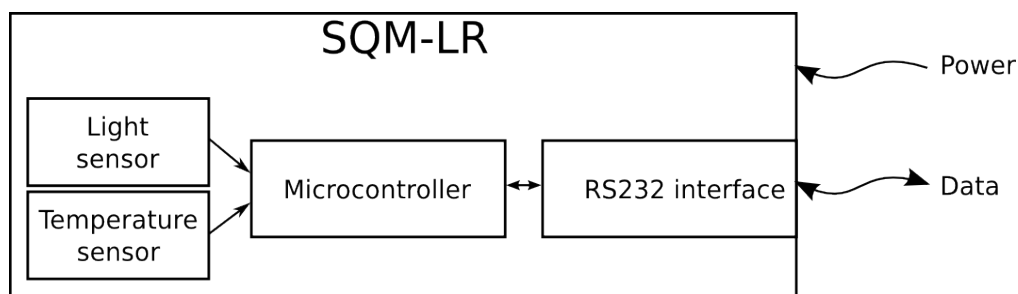 SQM-LR
Power
Light
sensor
Microcontroller
RS232 interface
Data
Temperature
sensor